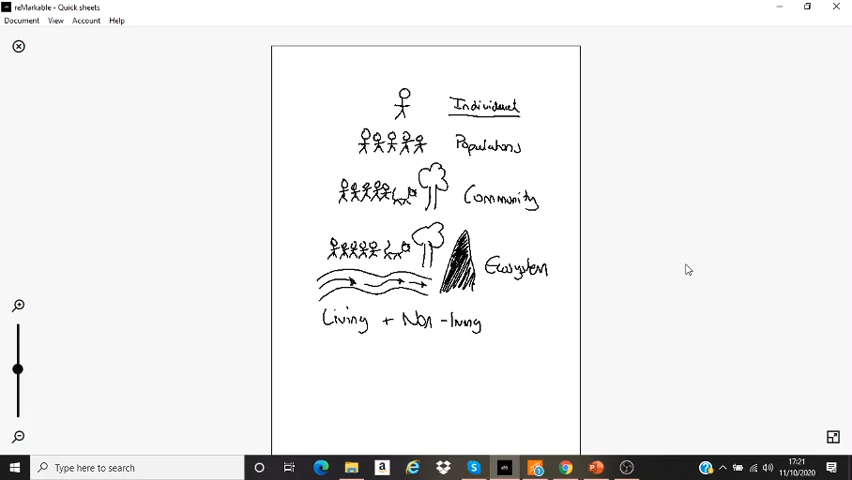 reMarkable - Quick sheets
Document View Account Help
Individual
Populations
Community
Ecosystem
Living + Non-living
Type here to search
17:21
11/10/2020